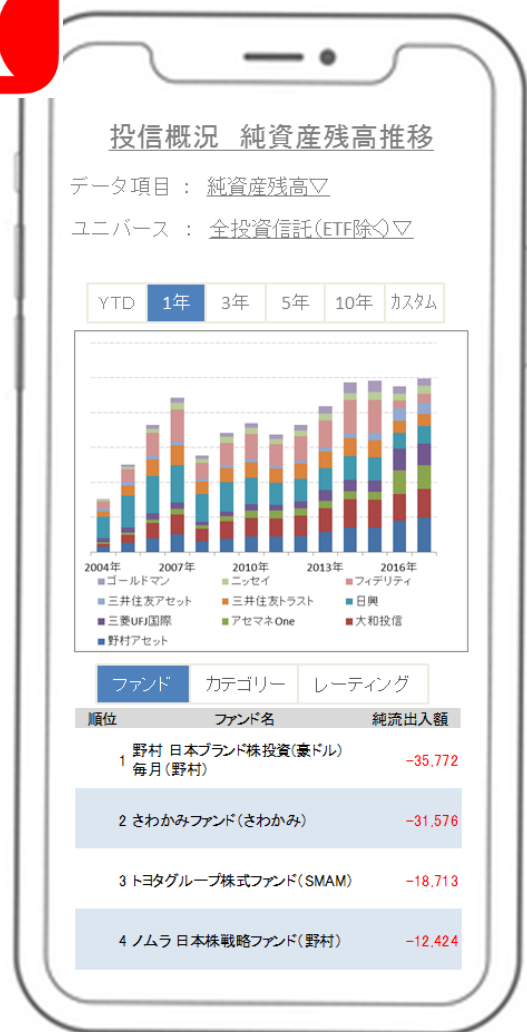 投信概況　純資産残高推移
データ項目 ： 純資産残高▽
ユニバース ： 全投資信託(ETF除く)▽
YTD 1年 3年 5年 10年 カスタム
2004年 2007年 2010年 2013年 2016年
ゴールドマン ニッセイ フィデリティ
三井住友アセット 三井住友トラスト 日興
三菱UFJ国際 アセマネOne 大和投信
野村アセット
ファンド カテゴリー レーティング
順位 ファンド名 純流出入額
1 野村 日本ブランド株投資(豪ドル) 毎月(野村) -35,772
2 さわかみファンド(さわかみ) -31,576
3 トヨタグループ株式ファンド(SMAM) -18,713
4 ノムラ 日本株戦略ファンド(野村) -12,424